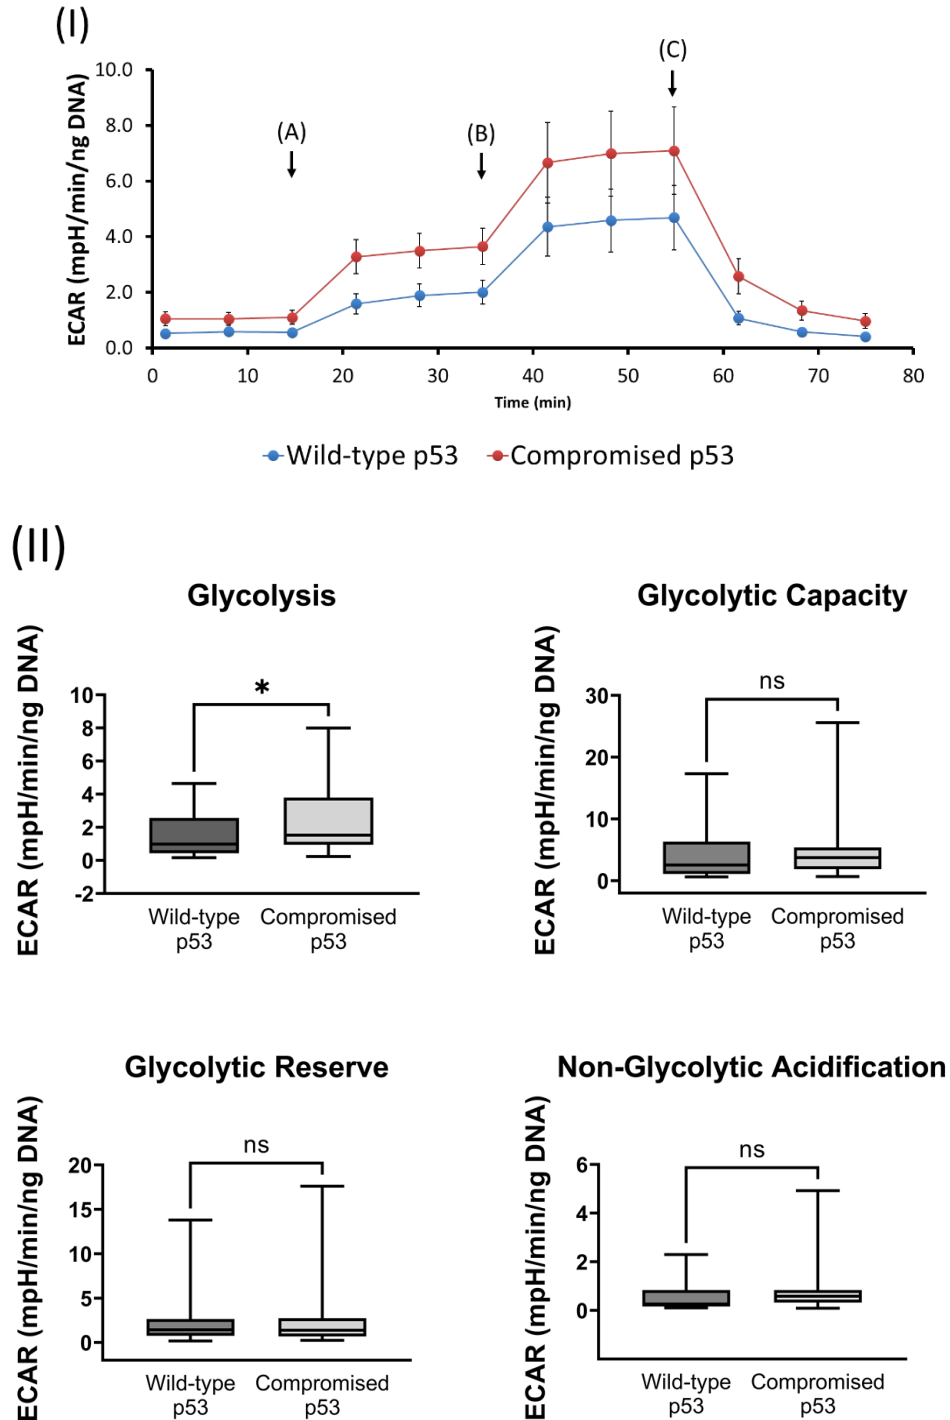 (I)
ECAR (mpH/min/ng DNA)
10.0
8.0
6.0
4.0
2.0
0.0
(A)
(B)
(C)
0 10 20 30 40 50 60 70 80
Time (min)
Wild-type p53 Compromised p53
(II)
Glycolysis
ECAR (mpH/min/ng DNA)
10
8
6
4
2
0
-2
*
Wild-type Compromised
p53 p53
Glycolytic Capacity
ECAR (mpH/min/ng DNA)
30
20
10
0
ns
Wild-type Compromised
p53 p53
Glycolytic Reserve
ECAR (mpH/min/ng DNA)
20
15
10
5
0
ns
Wild-type Compromised
p53 p53
Non-Glycolytic Acidification
ECAR (mpH/min/ng DNA)
6
4
2
0
ns
Wild-type Compromised
p53 p53